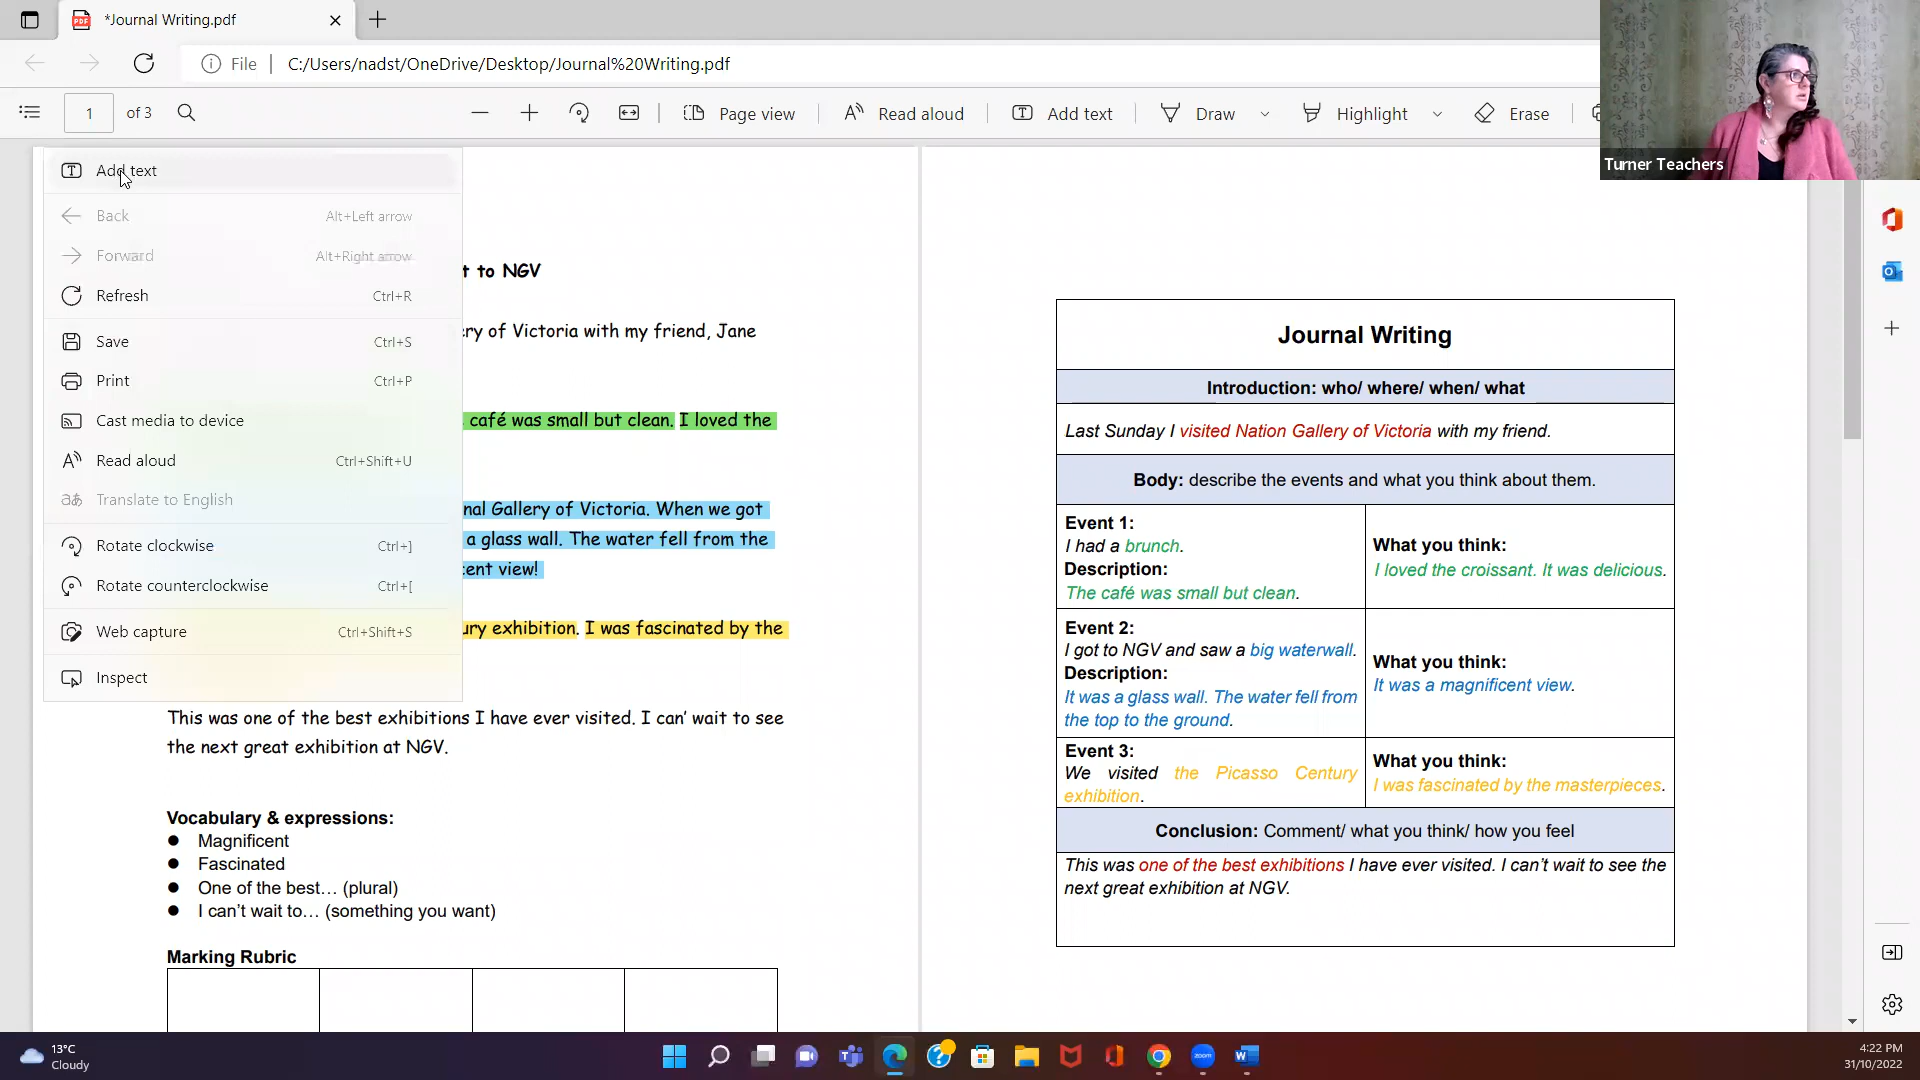 *Journal Writing.pdf
File
C:/Users/nadst/OneDrive/Desktop/Journal%20Writing.pdf
1 of 3
Page view
Read aloud
Add text
Draw
Highlight
Erase
Turner Teachers
Add text
Back Alt+Left arrow
Forward Alt+Right arrow
Refresh Ctrl+R
Save Ctrl+S
Print Ctrl+P
Cast media to device
Read aloud Ctrl+Shift+U
Translate to English
Rotate clockwise Ctrl+]
Rotate counterclockwise Ctrl+[
Web capture Ctrl+Shift+S
Inspect
t to NGV
ry of Victoria with my friend, Jane
café was small but clean. I loved the
nal Gallery of Victoria. When we got
a glass wall. The water fell from the
cent view!
ury exhibition. I was fascinated by the
This was one of the best exhibitions I have ever visited. I can' wait to see
the next great exhibition at NGV.
Vocabulary & expressions:
● Magnificent
● Fascinated
● One of the best… (plural)
● I can't wait to… (something you want)
Marking Rubric
Journal Writing
Introduction: who/ where/ when/ what
Last Sunday I visited Nation Gallery of Victoria with my friend.
Body: describe the events and what you think about them.
Event 1:
I had a brunch.
Description:
The café was small but clean.
What you think:
I loved the croissant. It was delicious.
Event 2:
I got to NGV and saw a big waterwall.
Description:
It was a glass wall. The water fell from
the top to the ground.
What you think:
It was a magnificent view.
Event 3:
We visited the Picasso Century
exhibition.
What you think:
I was fascinated by the masterpieces.
Conclusion: Comment/ what you think/ how you feel
This was one of the best exhibitions I have ever visited. I can't wait to see the
next great exhibition at NGV.
13°C
Cloudy
zoom
4:22 PM
31/10/2022